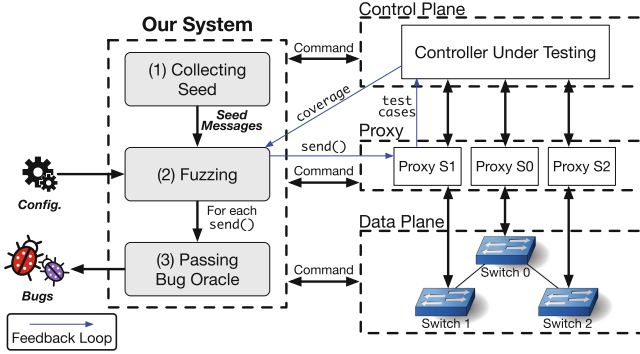 Our System
Control Plane
(1) Collecting
Seed
Command
Controller Under Testing
Seed
Messages
coverage
test
cases
Proxy
(2) Fuzzing
send()
Proxy S1
Proxy S0
Proxy S2
Command
Config.
For each
send()
Data Plane
(3) Passing
Bug Oracle
Command
Switch 0
Bugs
Switch 1
Switch 2
Feedback Loop